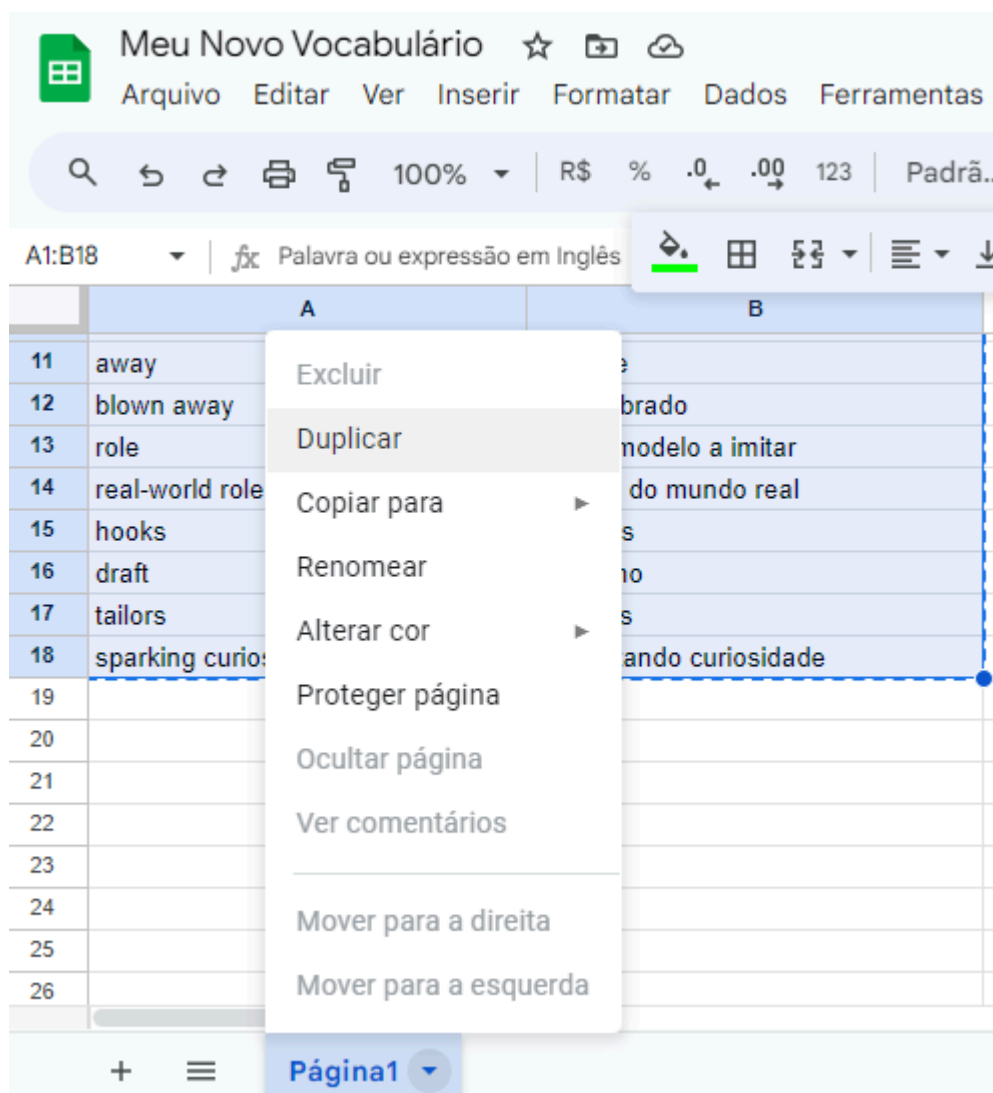 Meu Novo Vocabulário
Arquivo Editar Ver Inserir Formatar Dados Ferramentas
100% R$ % .0 .00 123 Padrã...
A1:B18 fx Palavra ou expressão em Inglês
A B
11 away
12 blown away brado
13 role modelo a imitar
14 real-world role do mundo real
15 hooks s
16 draft no
17 tailors s
18 sparking curios ando curiosidade
19
20
21
22
23
24
25
26
Excluir
Duplicar
Copiar para
Renomear
Alterar cor
Proteger página
Ocultar página
Ver comentários
Mover para a direita
Mover para a esquerda
Página1